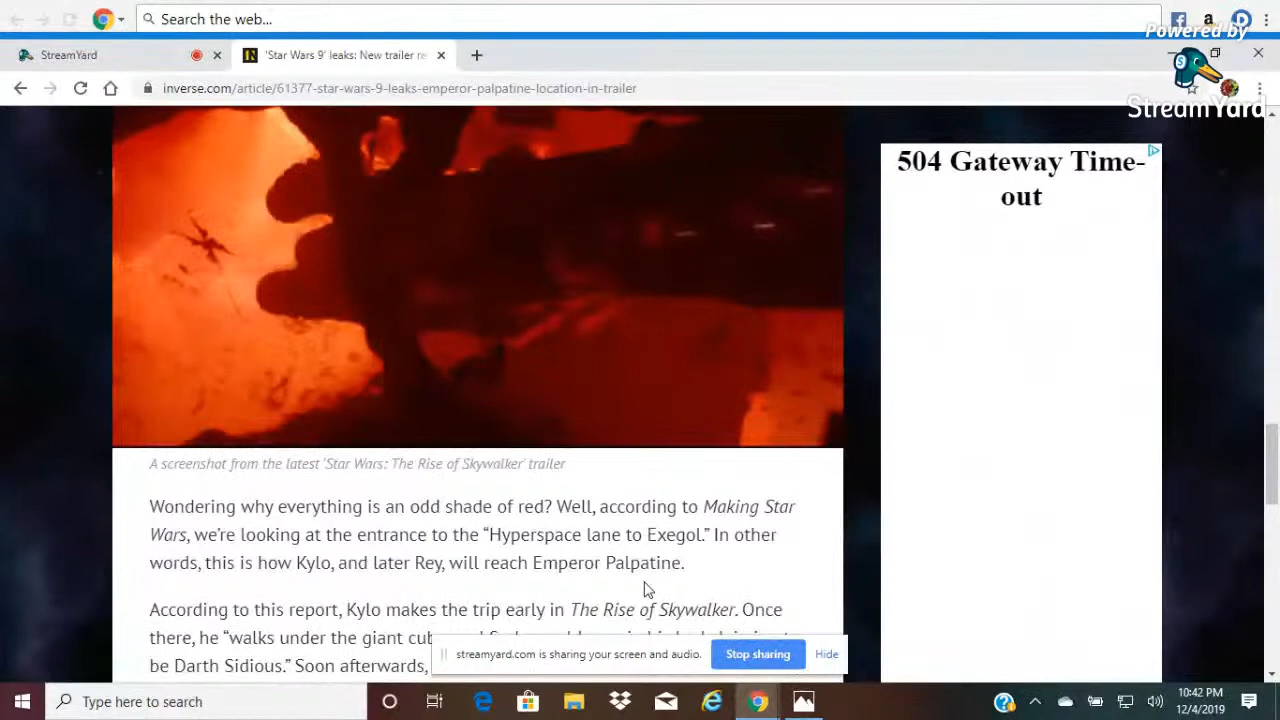 Search the web...
Powered by
StreamYard
'Star Wars 9' leaks: New trailer re
inverse.com/article/61377-star-wars-9-leaks-emperor-palpatine-location-in-trailer
StreamYard
504 Gateway Time-
out
A screenshot from the latest 'Star Wars: The Rise of Skywalker' trailer
Wondering why everything is an odd shade of red? Well, according to Making Star
Wars, we're looking at the entrance to the “Hyperspace lane to Exegol.” In other
words, this is how Kylo, and later Rey, will reach Emperor Palpatine.
According to this report, Kylo makes the trip early in The Rise of Skywalker. Once
there, he “walks under the giant cub
be Darth Sidious.” Soon afterwards,
streamyard.com is sharing your screen and audio.
Stop sharing
Hide
Type here to search
10:42 PM
12/4/2019